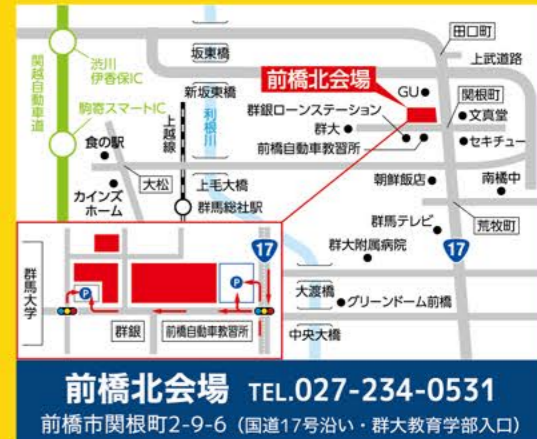 田口町
坂東橋
上武道路
渋川
伊香保IC
関越自動車道
前橋北会場
GU
新坂東橋
関根町
駒寄スマートIC
群銀ローンステーション
文真堂
上越線
利根川
群大
食の駅
前橋自動車教習所
セキチュー
大松
上毛大橋
朝鮮飯店
南橘中
カインズ
ホーム
群馬総社駅
群馬テレビ
荒牧町
17
17
群大附属病院
P
P
群馬大学
大渡橋
グリーンドーム前橋
群銀
前橋自動車教習所
中央大橋
前橋北会場 TEL.027-234-0531
前橋市関根町2-9-6（国道17号沿い・群大教育学部入口）